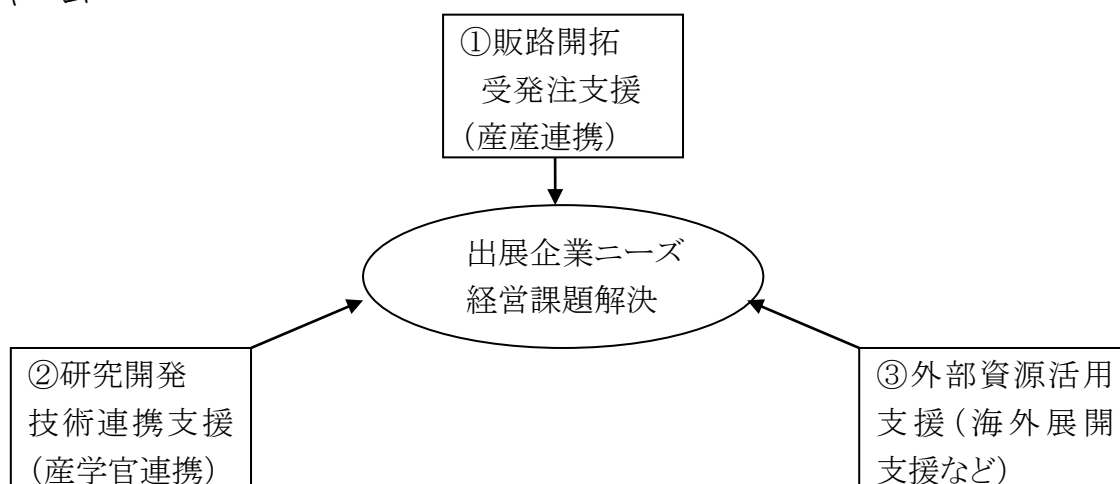 ①販路開拓
受発注支援
(産産連携)
出展企業ニーズ
経営課題解決
②研究開発
技術連携支援
(産学官連携)
③外部資源活用
支援(海外展開
支援など)